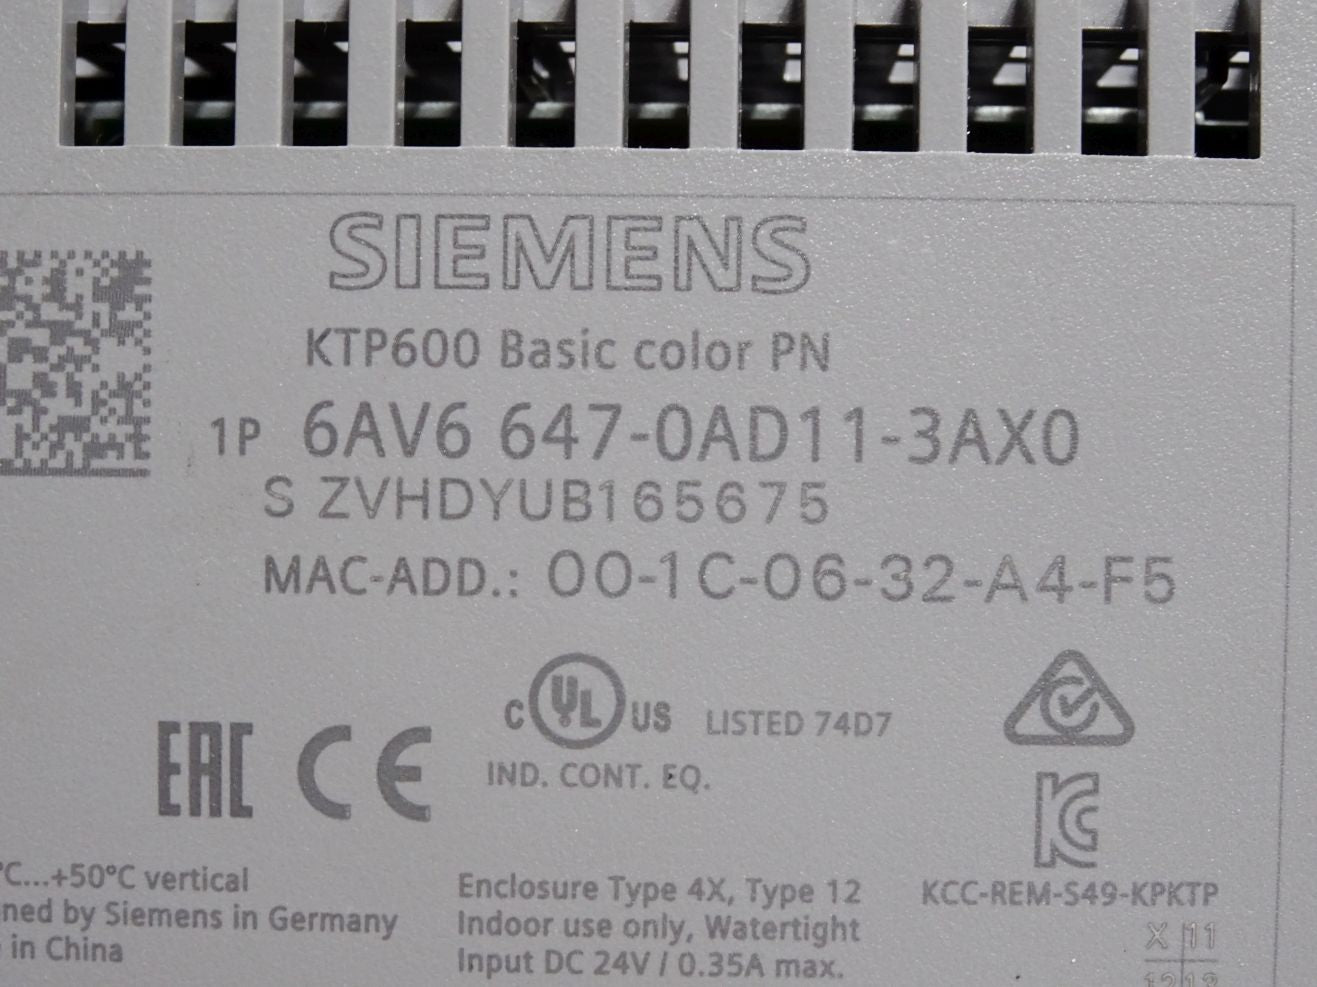 SIEMENS
KTP600 Basic color PN
1P 6AV6 647-0AD11-3AX0
S ZVHDYUB165675
MAC-ADD.: 00-1C-06-32-A4-F5
C UL US LISTED 74D7
IND. CONT. EQ.
EAC CE
KC
°C...+50°C vertical
ned by Siemens in Germany
in China
Enclosure Type 4X, Type 12
Indoor use only, Watertight
Input DC 24V / 0.35A max.
KCC-REM-S49-KPKTP
X 11